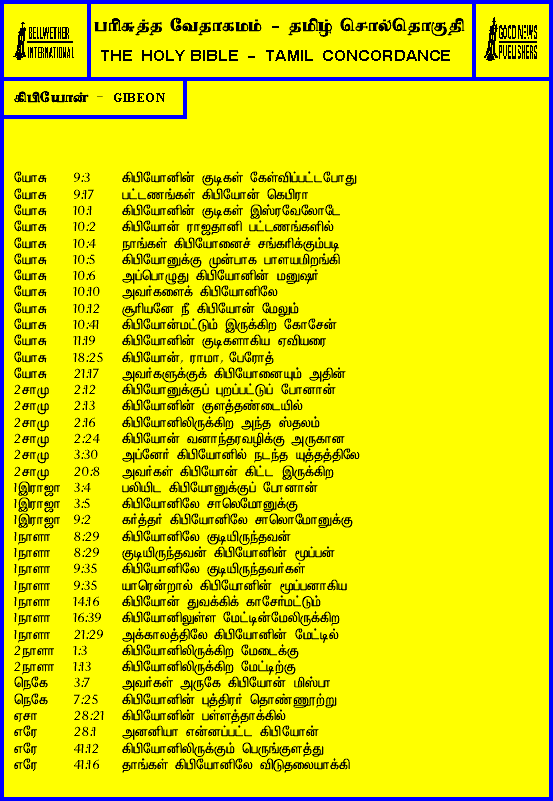 BELLWETHER
INTERNATIONAL
பரிசுத்த வேதாகமம் - தமிழ் சொல்தொகுதி
THE HOLY BIBLE - TAMIL CONCORDANCE
GOOD NEWS
PUBLISHERS
கிபியோன் - GIBEON
யோசு 9:3 கிபியோனின் குடிகள் கேள்விப்பட்டபோது
யோசு 9:17 பட்டணங்கள் கிபியோன் கெபிரா
யோசு 10:1 கிபியோனின் குடிகள் இஸ்ரவேலோடே
யோசு 10:2 கிபியோன் ராஜதானி பட்டணங்களில்
யோசு 10:4 நாங்கள் கிபியோனைச் சங்கரிக்கும்படி
யோசு 10:5 கிபியோனுக்கு முன்பாக பாளயமிறங்கி
யோசு 10:6 அப்பொழுது கிபியோனின் மனுஷர்
யோசு 10:10 அவர்களைக் கிபியோனிலே
யோசு 10:12 சூரியனே நீ கிபியோன் மேலும்
யோசு 10:41 கிபியோன்மட்டும் இருக்கிற கோசேன்
யோசு 11:19 கிபியோனின் குடிகளாகிய ஏவியரை
யோசு 18:25 கிபியோன், ராமா, பேரோத்
யோசு 21:17 அவர்களுக்குக் கிபியோனையும் அதின்
2சாமு 2:12 கிபியோனுக்குப் புறப்பட்டுப் போனான்
2சாமு 2:13 கிபியோனின் குளத்தண்டையில்
2சாமு 2:16 கிபியோனிலிருக்கிற அந்த ஸ்தலம்
2சாமு 2:24 கிபியோன் வனாந்தரவழிக்கு அருகான
2சாமு 3:30 அப்னேர் கிபியோனில் நடந்த யுத்தத்திலே
2சாமு 20:8 அவர்கள் கிபியோன் கிட்ட இருக்கிற
1இராஜா 3:4 பலியிட கிபியோனுக்குப் போனான்
1இராஜா 3:5 கிபியோனிலே சாலெமோனுக்கு
1இராஜா 9:2 கர்த்தர் கிபியோனிலே சாலொமோனுக்கு
1நாளா 8:29 கிபியோனிலே குடியிருந்தவன்
1நாளா 8:29 குடியிருந்தவன் கிபியோனின் மூப்பன்
1நாளா 9:35 கிபியோனிலே குடியிருந்தவர்கள்
1நாளா 9:35 யாரென்றால் கிபியோனின் மூப்பனாகிய
1நாளா 14:16 கிபியோன் துவக்கிக் காசேர்மட்டும்
1நாளா 16:39 கிபியோனிலுள்ள மேட்டின்மேலிருக்கிற
1நாளா 21:29 அக்காலத்திலே கிபியோனின் மேட்டில்
2நாளா 1:3 கிபியோனிலிருக்கிற மேடைக்கு
2நாளா 1:13 கிபியோனிலிருக்கிற மேட்டிற்கு
நெகே 3:7 அவர்கள் அருகே கிபியோன் மிஸ்பா
நெகே 7:25 கிபியோனின் புத்திரர் தொண்ணூற்று
ஏசா 28:21 கிபியோனின் பள்ளத்தாக்கில்
எரே 28:1 அனனியா என்னப்பட்ட கிபியோன்
எரே 41:12 கிபியோனிலிருக்கும் பெருங்குளத்து
எரே 41:16 தாங்கள் கிபியோனிலே விடுதலையாக்கி